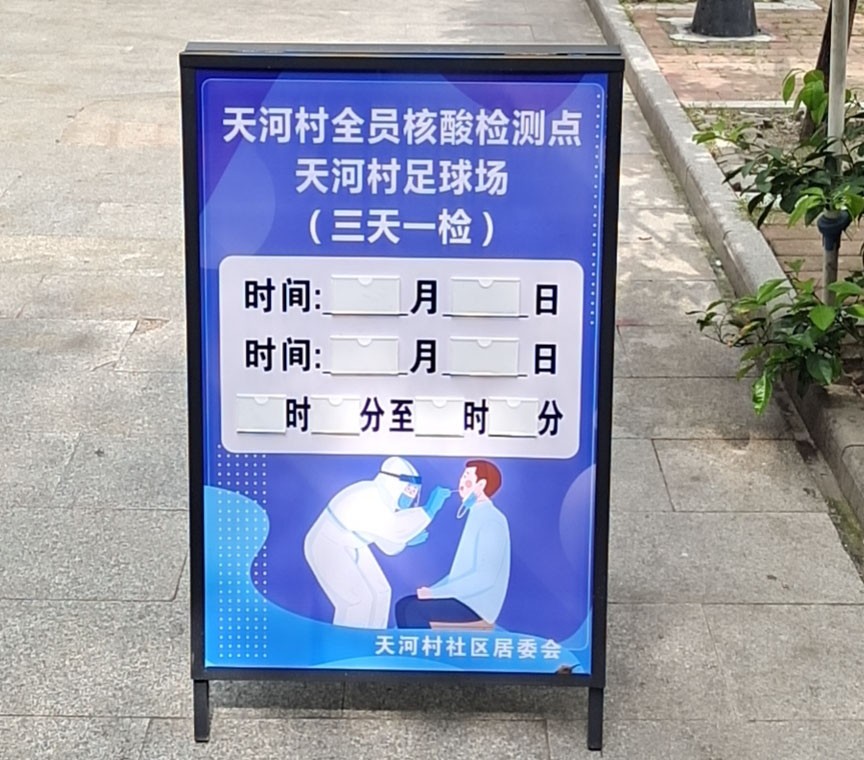 天河村全员核酸检测点
天河村足球场
(三天一检)
时间: 月 日
时间: 月 日
时 分至 时 分
天河村社区居委会